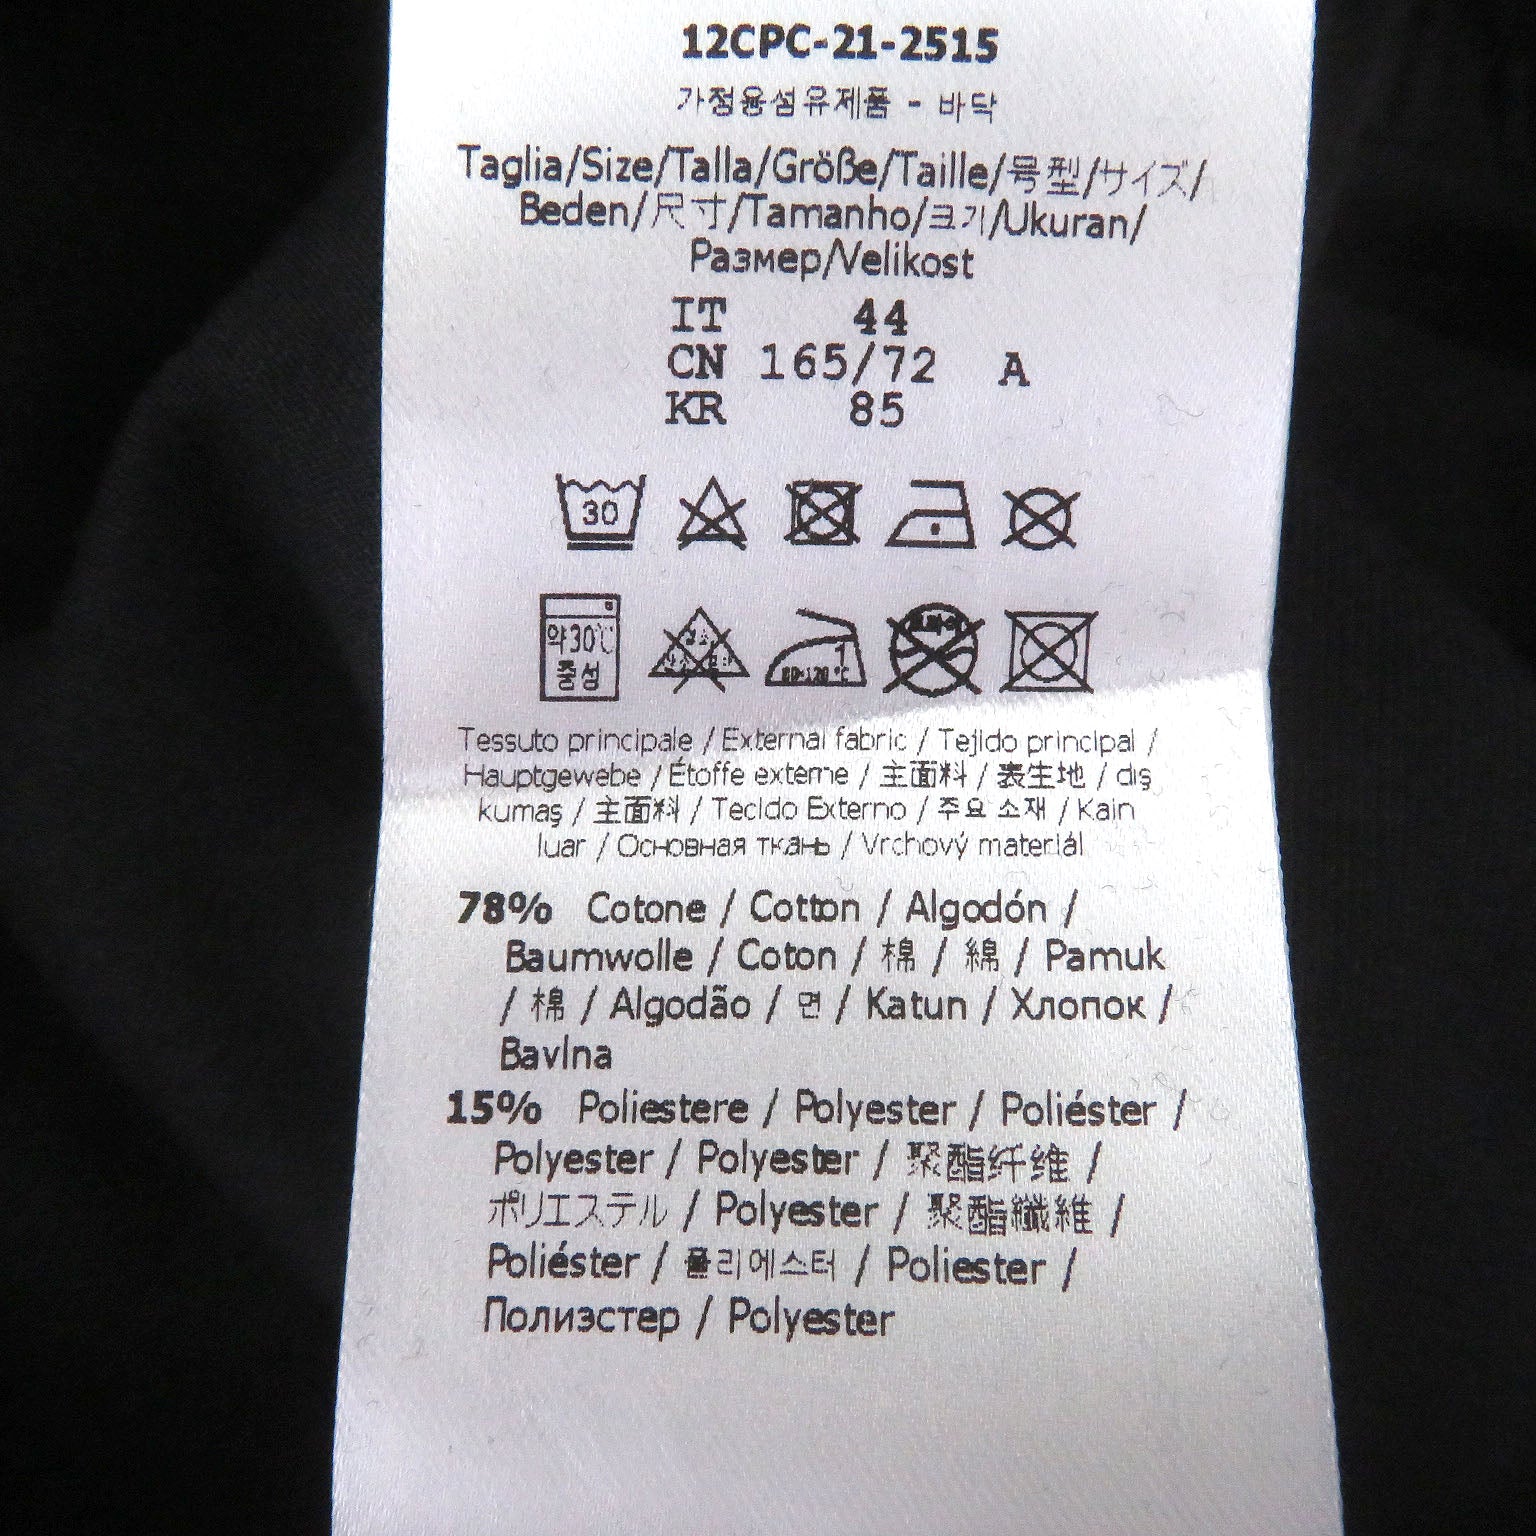 12CPC-21-2515
가정용섬유제품 - 바닥
Taglia/Size/Talla/Größe/Taille/号型/サイズ/
Beden/尺寸/Tamanho/크기/Ukuran/
Размер/Velikost
IT 44
CN 165/72 A
KR 85
30
약30℃
중성
1
80-120℃
Tessuto principale / External fabric / Tejido principal /
Hauptgewebe / Étoffe externe / 主面料 / 表生地 / dış
kumaş / 主面料 / Tecido Externo / 주요 소재 / Kain
luar / Основная ткань / Vrchový materiál
78% Cotone / Cotton / Algodón /
Baumwolle / Coton / 棉 / 綿 / Pamuk
/ 棉 / Algodão / 면 / Katun / Хлопок /
Bavlna
15% Poliestere / Polyester / Poliéster /
Polyester / Polyester / 聚酯纤维 /
ポリエステル / Polyester / 聚酯纖維 /
Poliéster / 폴리에스터 / Poliester /
Полиэстер / Polyester